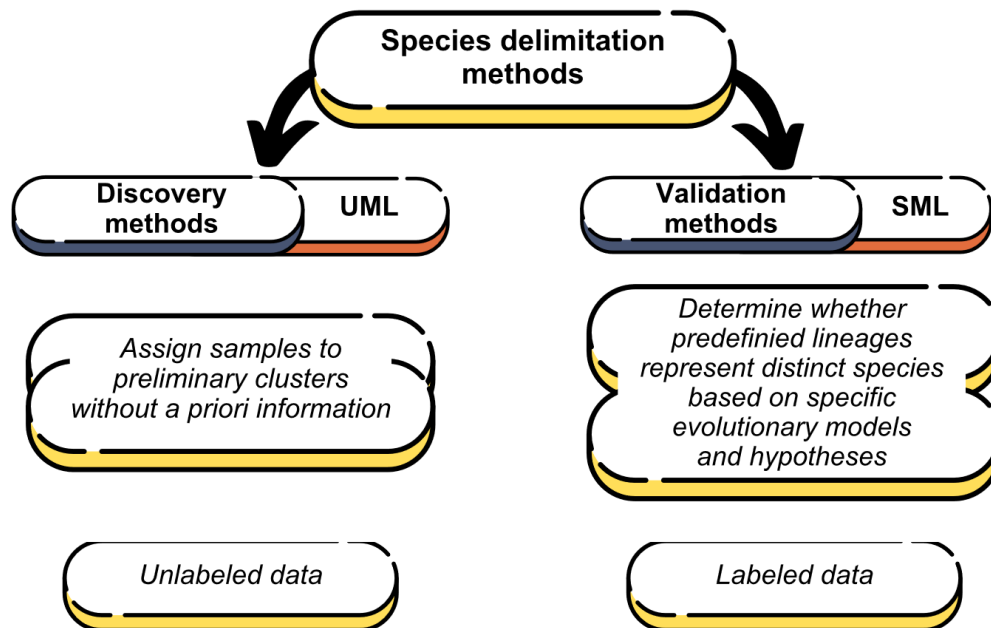 Species delimitation
methods
Discovery
methods
UML
Validation
methods
SML
Assign samples to
preliminary clusters
without a priori information
Determine whether
predefinied lineages
represent distinct species
based on specific
evolutionary models
and hypotheses
Unlabeled data
Labeled data